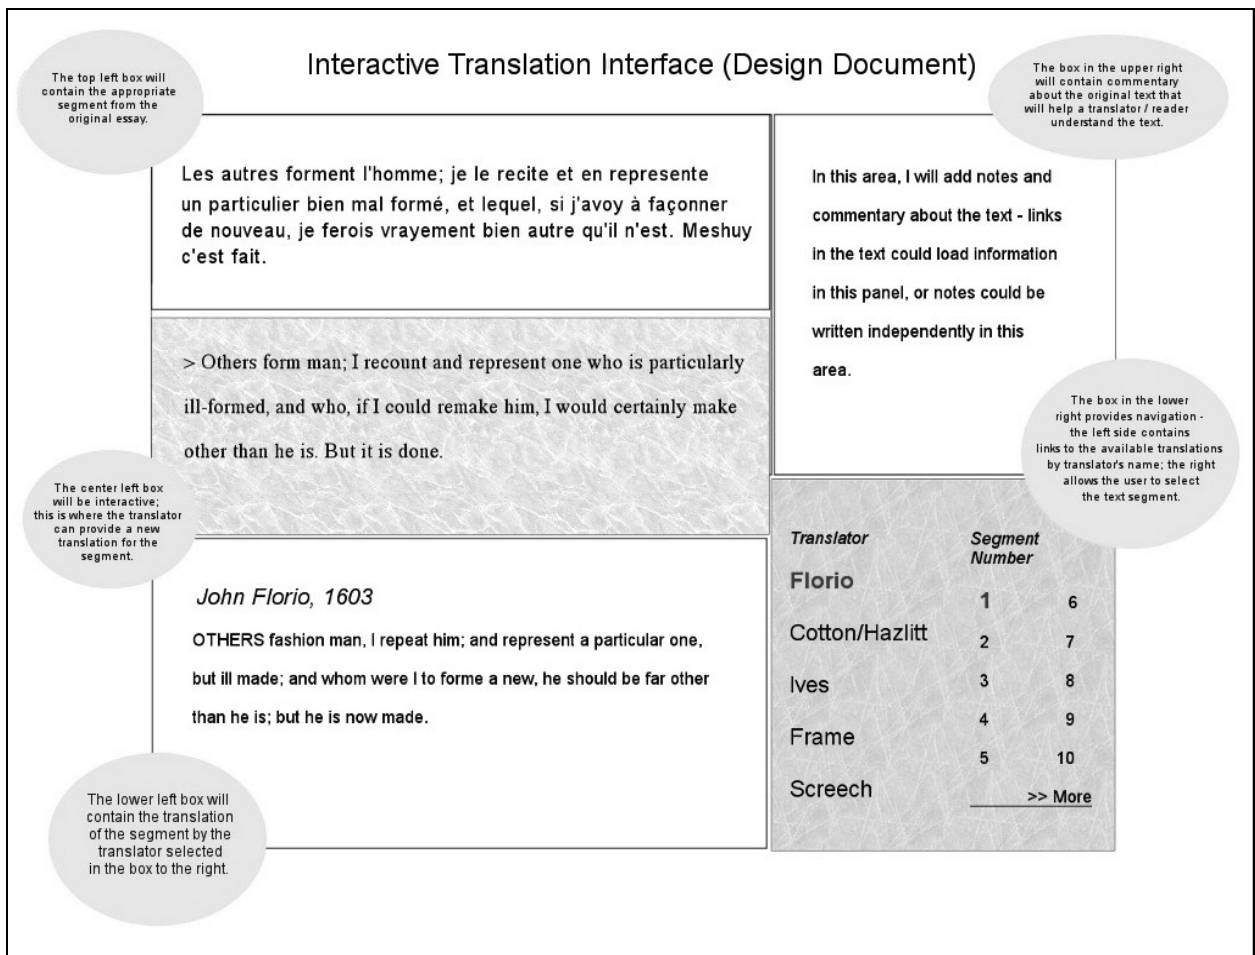 Interactive Translation Interface (Design Document)
The top left box will
contain the appropriate
segment from the
original essay.
The box in the upper right
will contain commentary
about the original text that
will help a translator / reader
understand the text.
Les autres forment l'homme; je le recite et en represente
un particulier bien mal formé, et lequel, si j'avoy à façonner
de nouveau, je ferois vrayement bien autre qu'il n'est. Meshuy
c'est fait.
In this area, I will add notes and
commentary about the text - links
in the text could load information
in this panel, or notes could be
written independently in this
area.
> Others form man; I recount and represent one who is particularly
ill-formed, and who, if I could remake him, I would certainly make
other than he is. But it is done.
The box in the lower
right provides navigation -
the left side contains
links to the available translations
by translator's name; the right
allows the user to select
the text segment.
The center left box
will be interactive;
this is where the translator
can provide a new
translation for the
segment.
John Florio, 1603
OTHERS fashion man, I repeat him; and represent a particular one,
but ill made; and whom were I to forme a new, he should be far other
than he is; but he is now made.
Translator
Florio
Cotton/Hazlitt
Ives
Frame
Screech
Segment
Number
1 6
2 7
3 8
4 9
5 10
>> More
The lower left box will
contain the translation
of the segment by the
translator selected
in the box to the right.